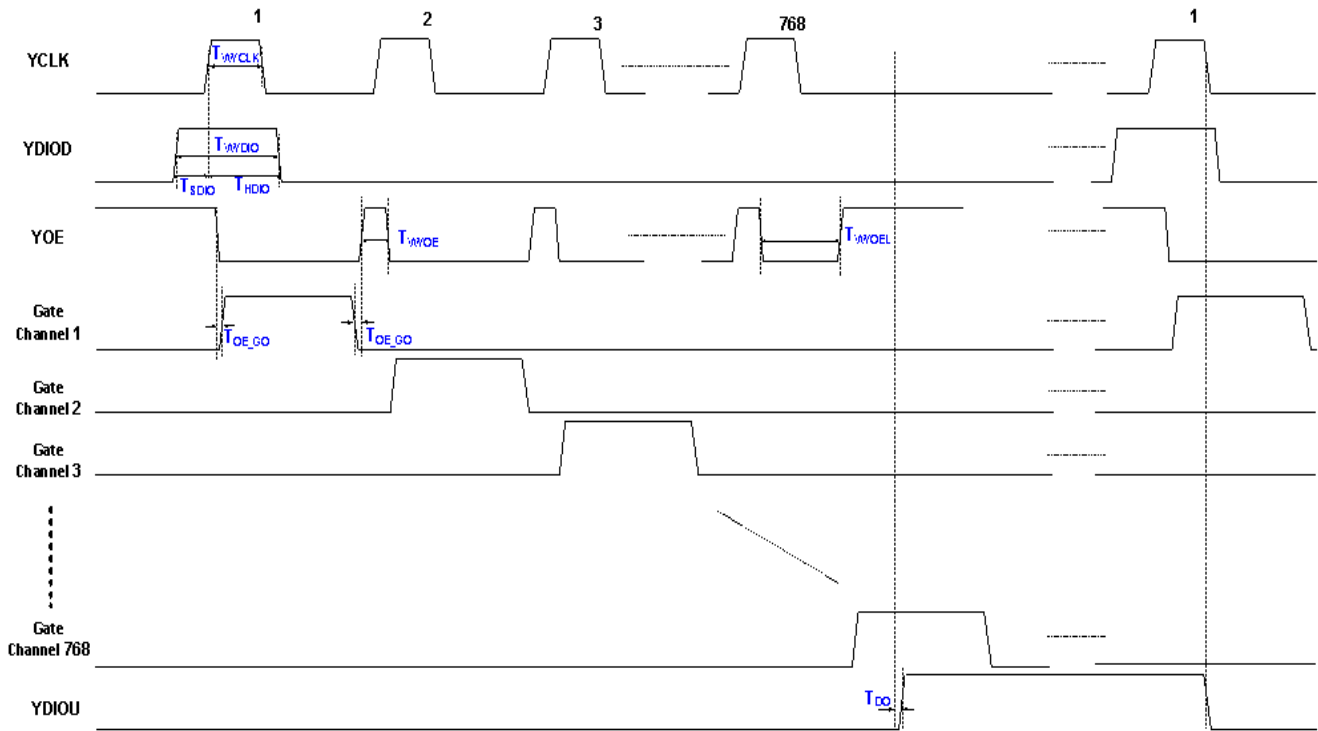 1 2 3 768 1
YCLK
TWYCLK
YDIOD
TWYDIO
TSDIO THDIO
YOE
TWYOE
TWYOEL
Gate
Channel 1
TOE_GO
TOE_GO
Gate
Channel 2
Gate
Channel 3
Gate
Channel 768
TDO
YDIOU